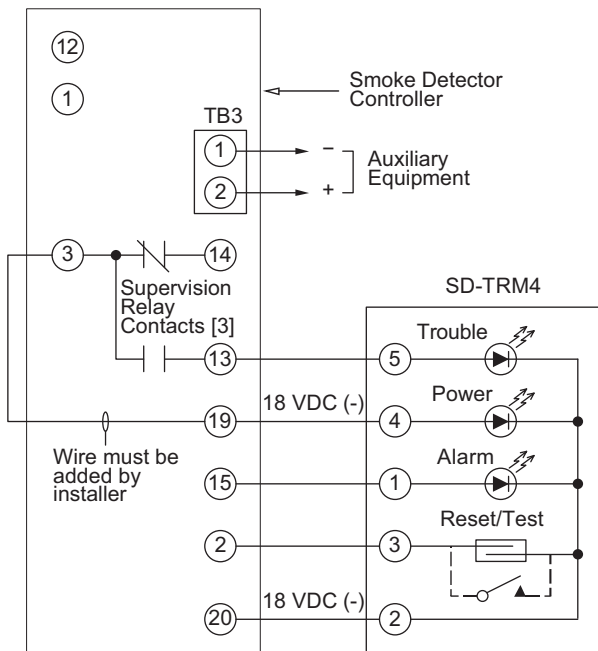 12
1
Smoke Detector
Controller
TB3
1
−
2
+
Auxiliary
Equipment
3
14
Supervision
Relay
Contacts [3]
13
SD-TRM4
Trouble
5
19
18 VDC (-)
4
Power
Wire must be
added by
installer
15
1
Alarm
2
3
Reset/Test
20
18 VDC (-)
2